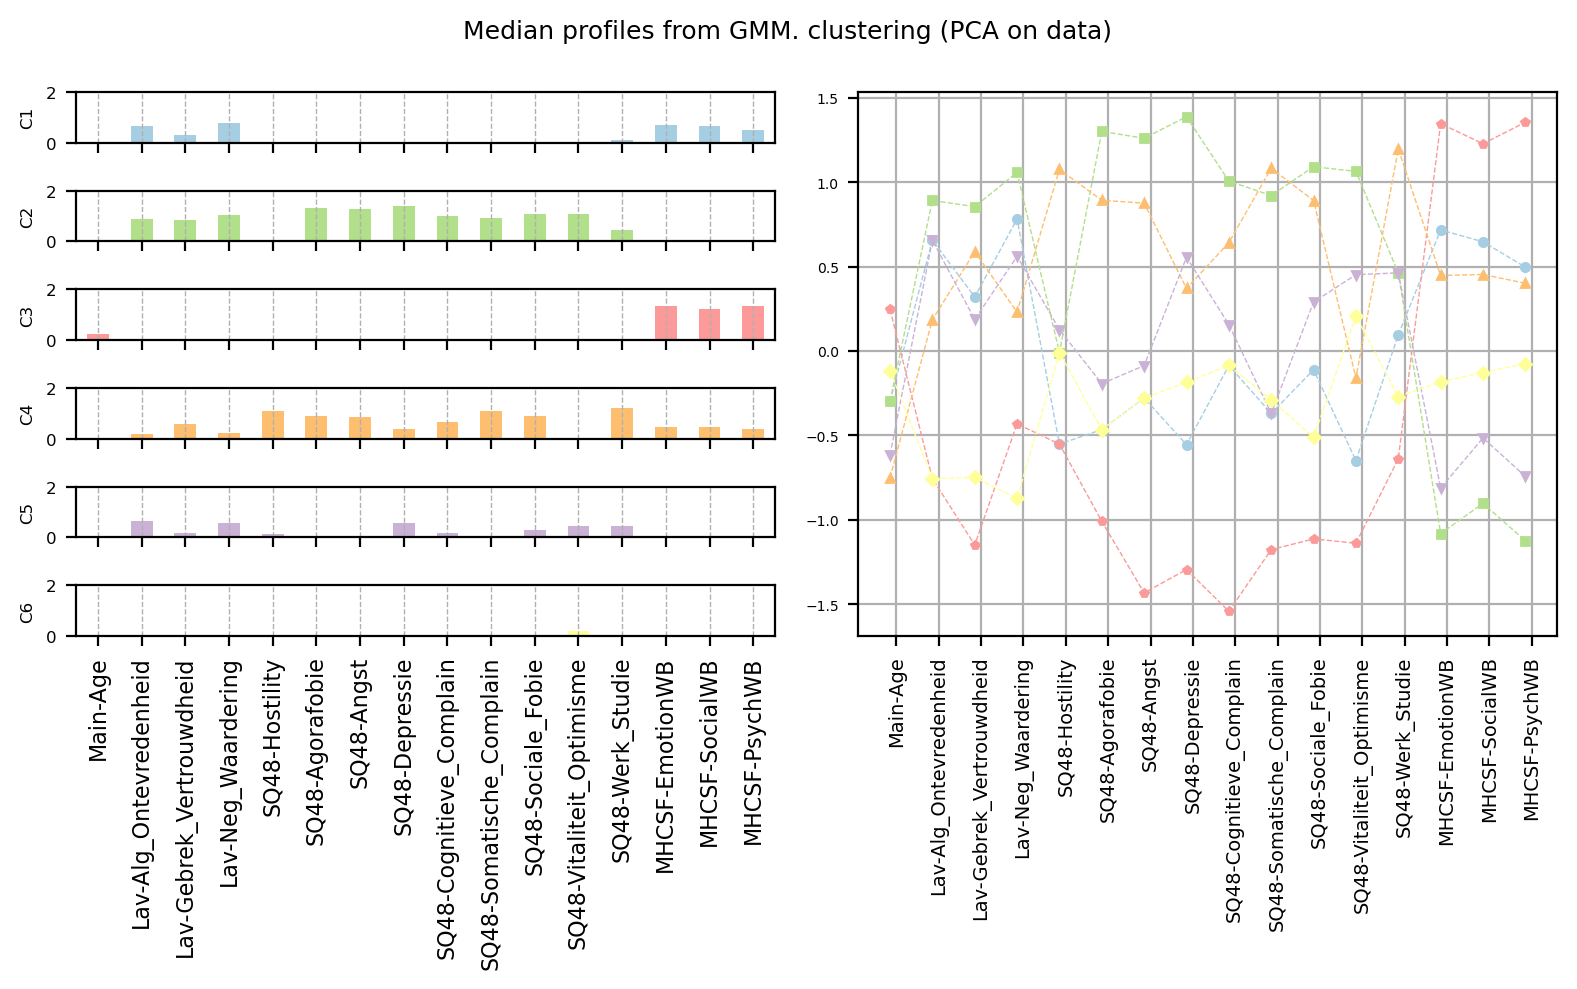 Median profiles from GMM. clustering (PCA on data)
2
0
C1
2
0
C2
2
0
C3
2
0
C4
2
0
C5
2
0
C6
Main-Age
Lav-Alg_Ontevredenheid
Lav-Gebrek_Vertrouwdheid
Lav-Neg_Waardering
SQ48-Hostility
SQ48-Agorafobie
SQ48-Angst
SQ48-Depressie
SQ48-Cognitieve_Complain
SQ48-Somatische_Complain
SQ48-Sociale_Fobie
SQ48-Vitaliteit_Optimisme
SQ48-Werk_Studie
MHCSF-EmotionWB
MHCSF-SocialWB
MHCSF-PsychWB
1.5
1.0
0.5
0.0
−0.5
−1.0
−1.5
Main-Age
Lav-Alg_Ontevredenheid
Lav-Gebrek_Vertrouwdheid
Lav-Neg_Waardering
SQ48-Hostility
SQ48-Agorafobie
SQ48-Angst
SQ48-Depressie
SQ48-Cognitieve_Complain
SQ48-Somatische_Complain
SQ48-Sociale_Fobie
SQ48-Vitaliteit_Optimisme
SQ48-Werk_Studie
MHCSF-EmotionWB
MHCSF-SocialWB
MHCSF-PsychWB